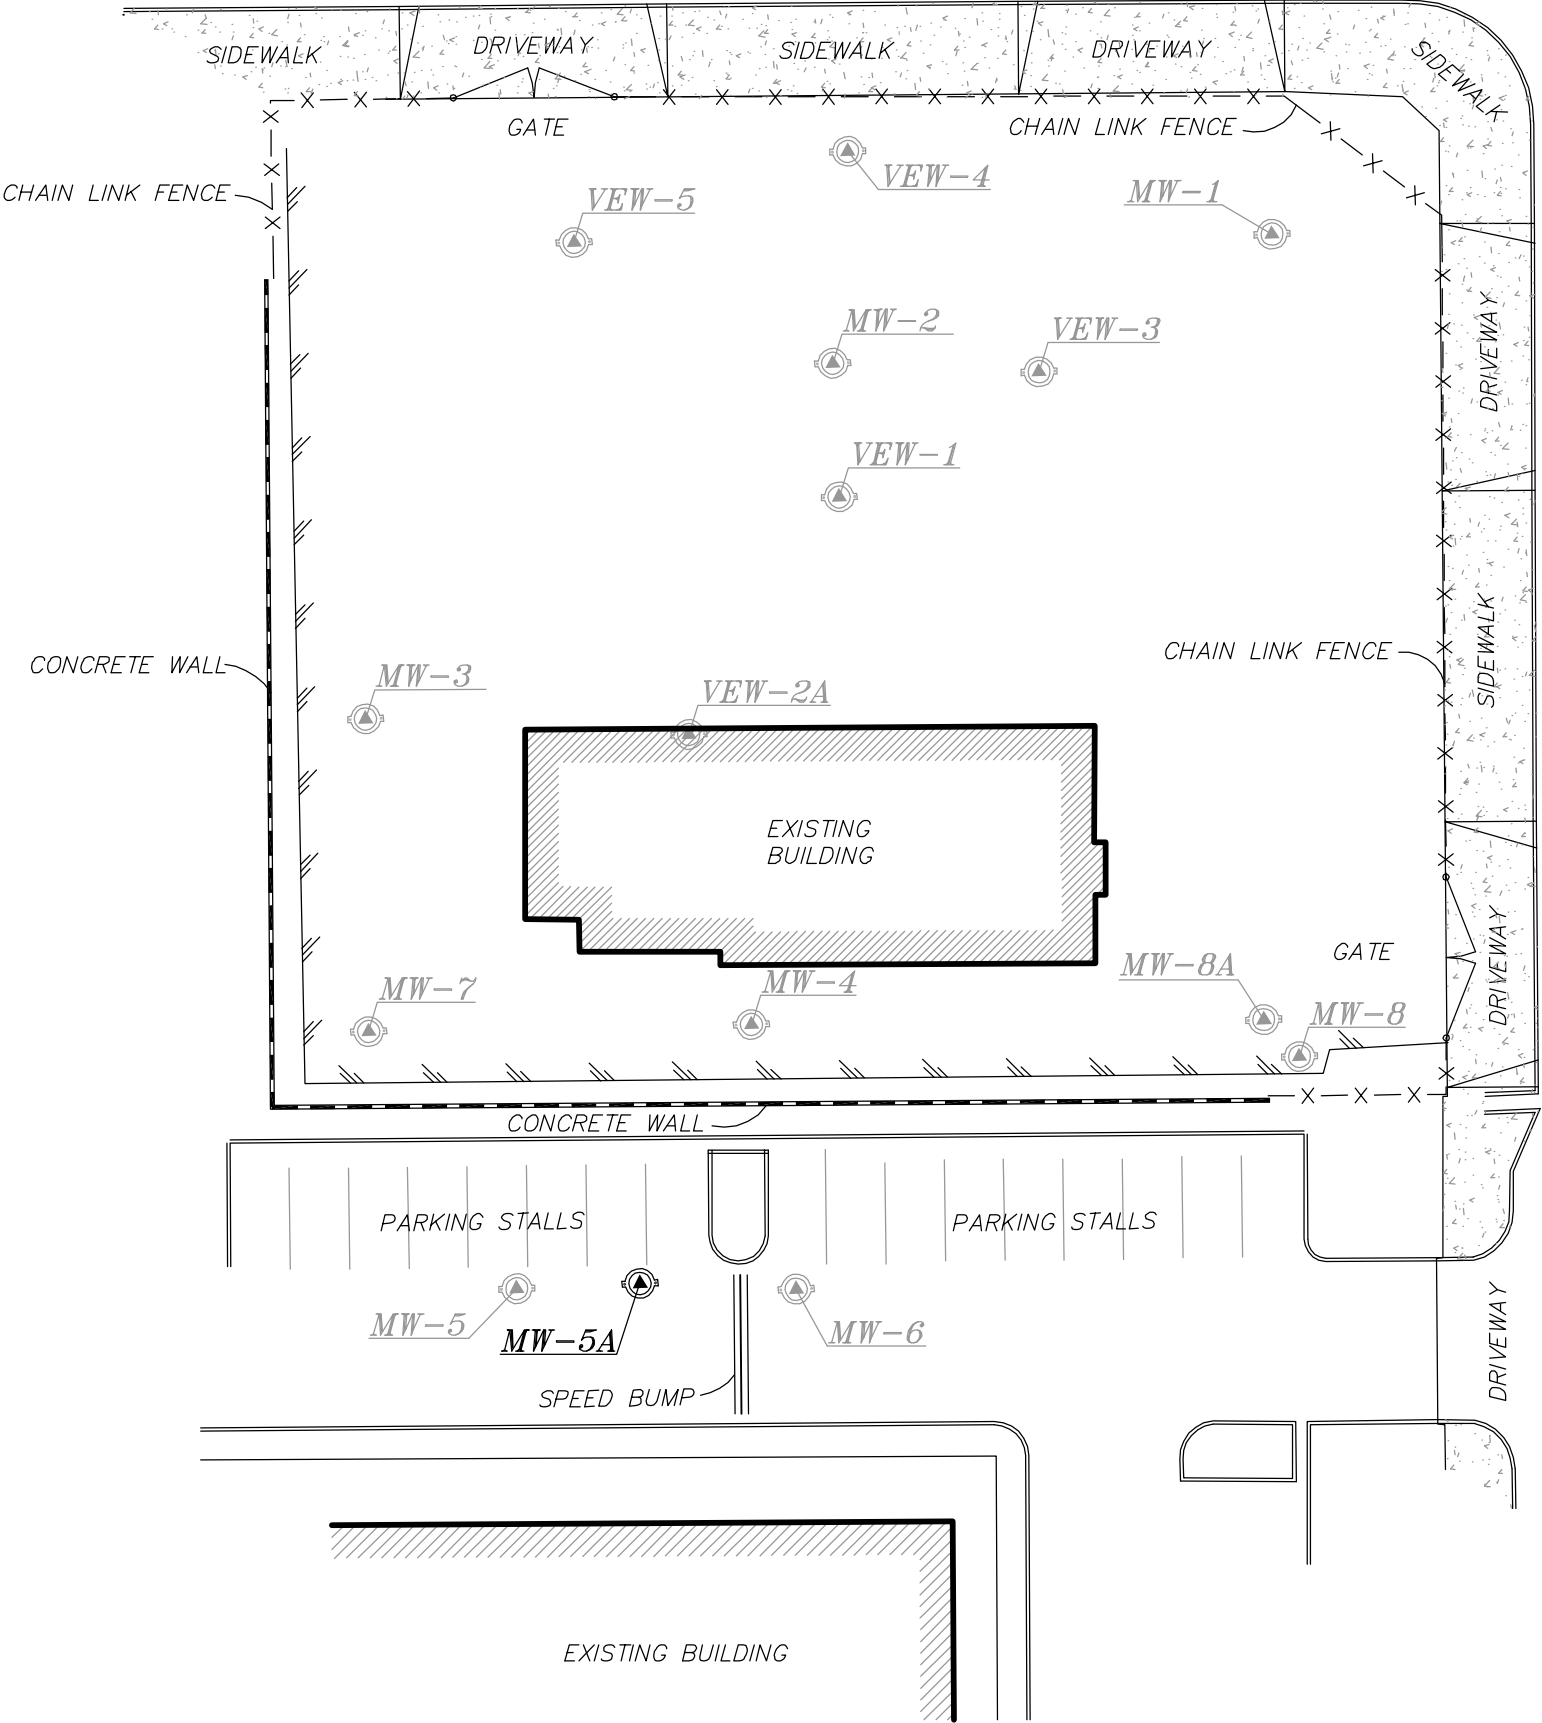 SIDEWALK
DRIVEWAY
SIDEWALK
DRIVEWAY
SIDEWALK
GATE
CHAIN LINK FENCE
CHAIN LINK FENCE
VEW-4
VEW-5
MW-1
MW-2
VEW-3
DRIVEWAY
VEW-1
CONCRETE WALL
CHAIN LINK FENCE
SIDEWALK
MW-3
VEW-2A
EXISTING
BUILDING
GATE
DRIVEWAY
MW-7
MW-4
MW-8A
MW-8
CONCRETE WALL
PARKING STALLS
PARKING STALLS
MW-5
MW-5A
MW-6
DRIVEWAY
SPEED BUMP
EXISTING BUILDING